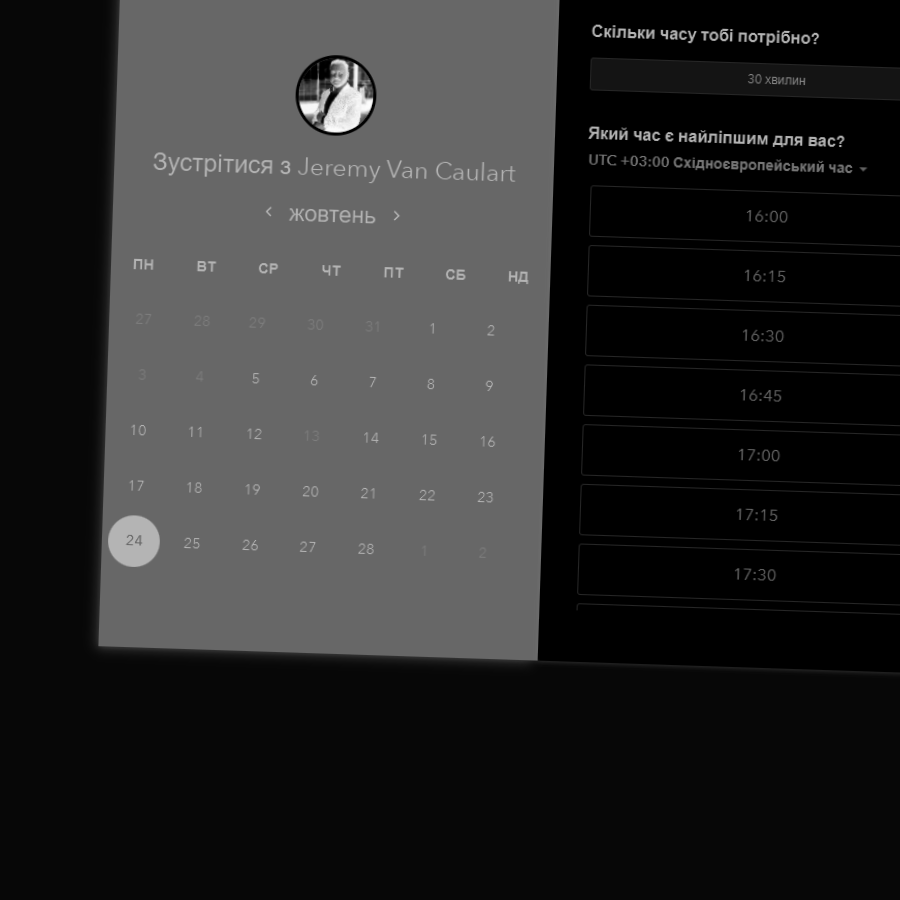 Зустрітися з Jeremy Van Caulart
жовтень
ПН ВТ СР ЧТ ПТ СБ НД
27 28 29 30 31 1 2
3 4 5 6 7 8 9
10 11 12 13 14 15 16
17 18 19 20 21 22 23
24 25 26 27 28 1 2
Скільки часу тобі потрібно?
30 хвилин
Який час є найліпшим для вас?
UTC +03:00 Східноєвропейський час
16:00
16:15
16:30
16:45
17:00
17:15
17:30